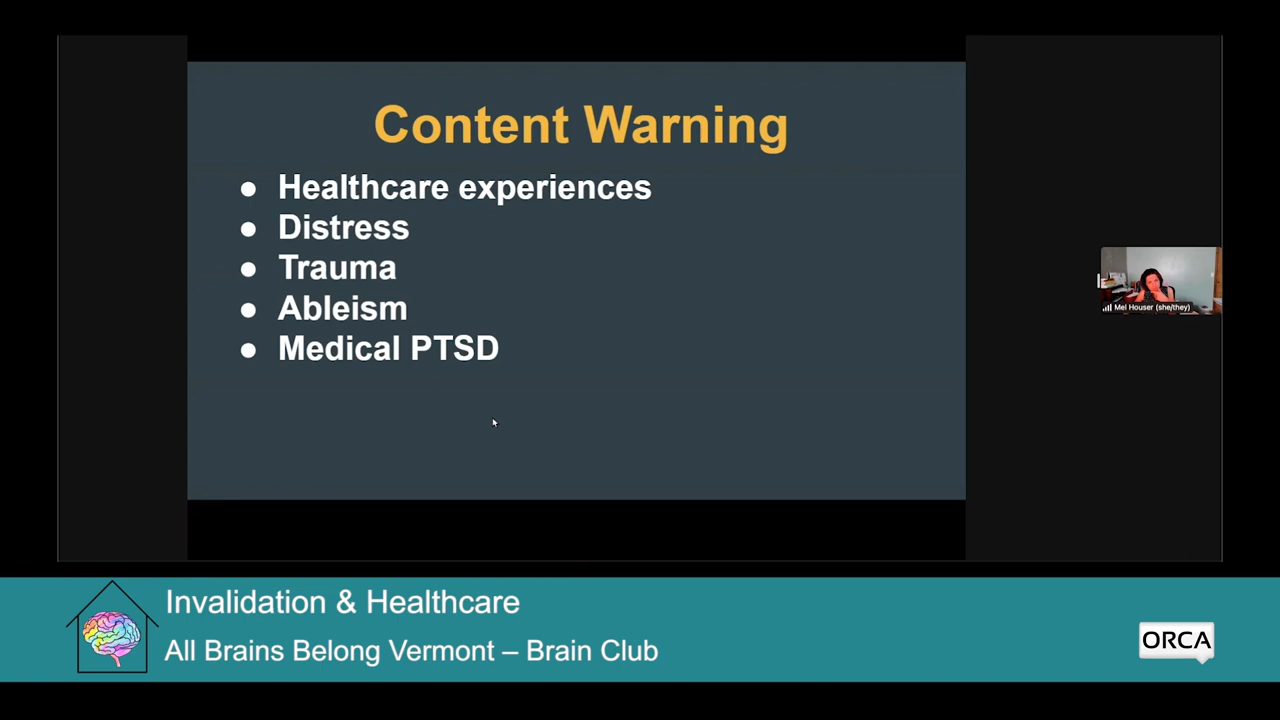 Content Warning
● Healthcare experiences
● Distress
● Trauma
● Ableism
● Medical PTSD
Mel Houser (she/they)
Invalidation & Healthcare
All Brains Belong Vermont – Brain Club
ORCA